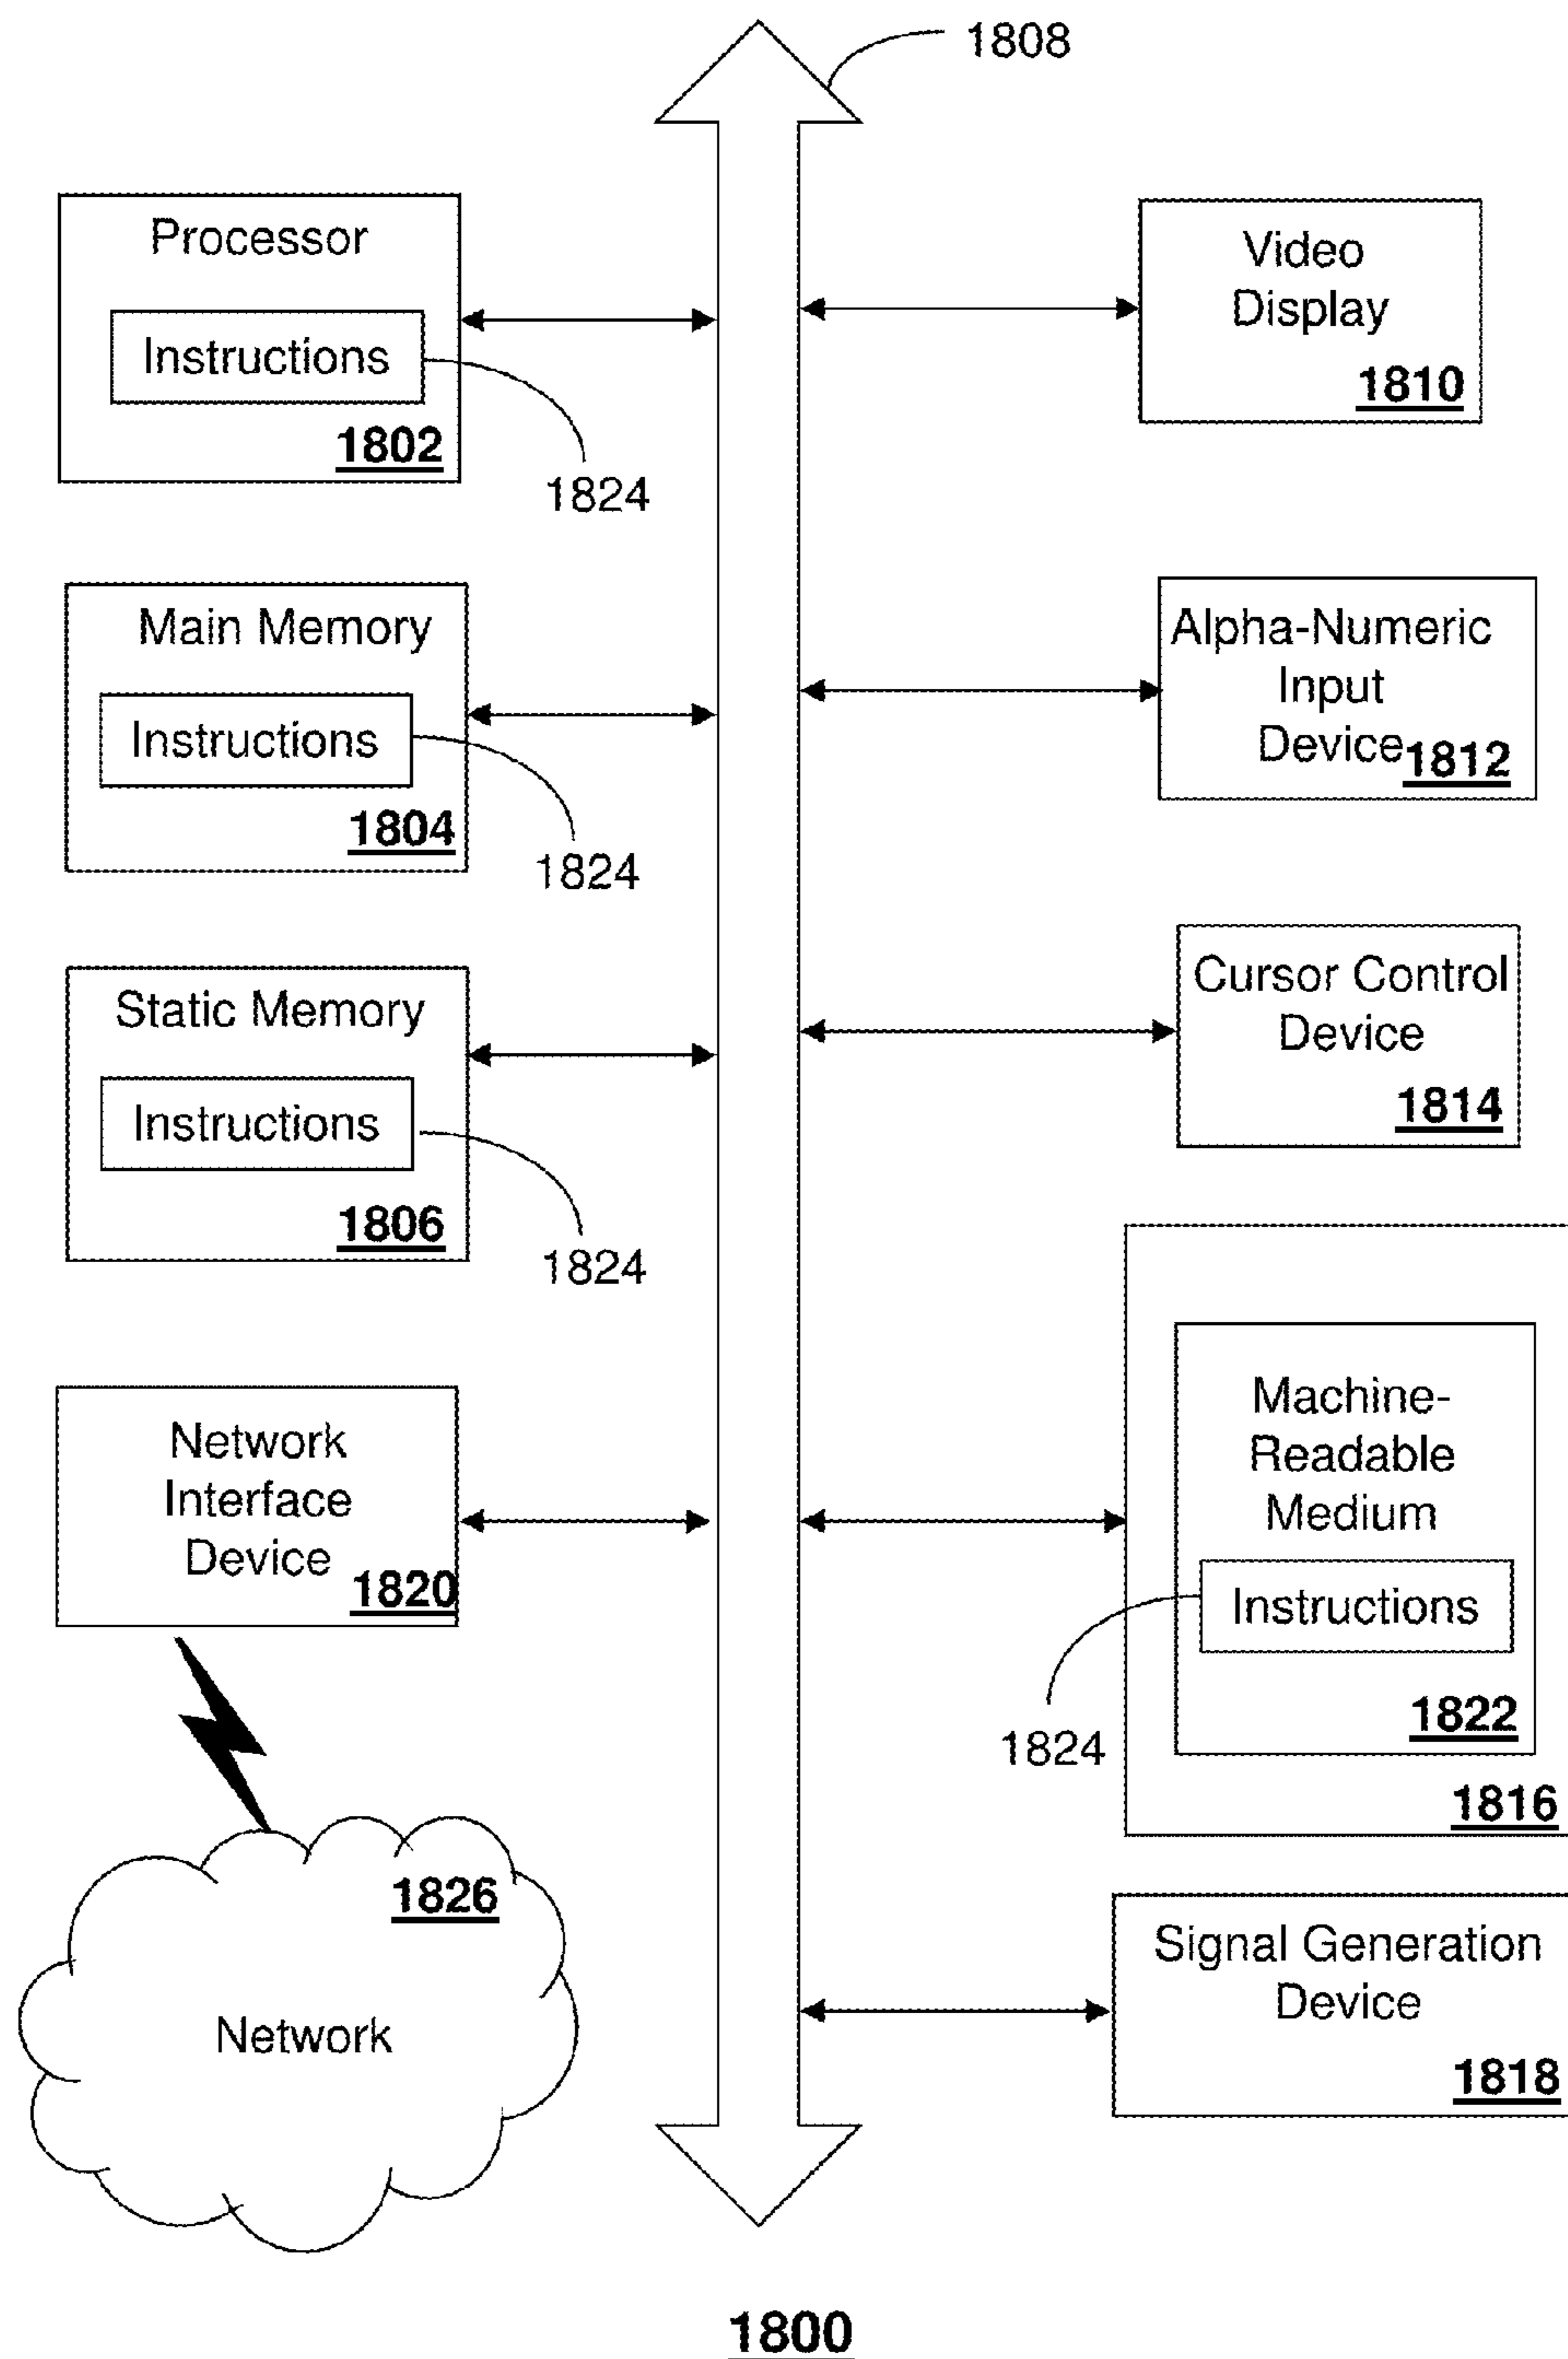 1808
Processor
Instructions
1802
1824
Main Memory
Instructions
1804
1824
Static Memory
Instructions
1806
1824
Network
Interface
Device
1820
1826
Network
Video
Display
1810
Alpha-Numeric
Input
Device
1812
Cursor Control
Device
1814
Machine-
Readable
Medium
Instructions
1824
1822
1816
Signal Generation
Device
1818
1800